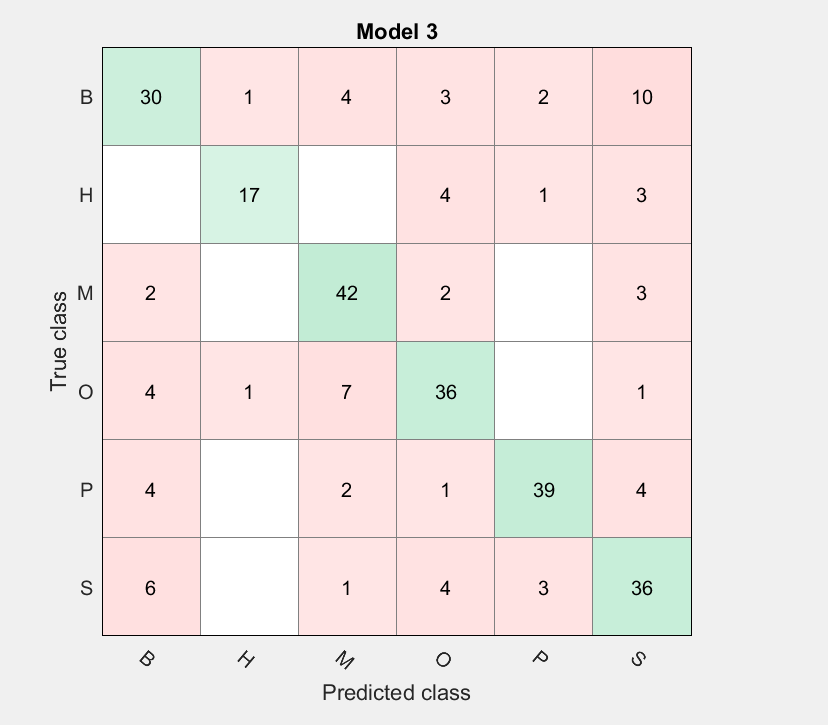 Model 3
B 30 1 4 3 2 10
H 17 4 1 3
M 2 42 2 3
O 4 1 7 36 1
P 4 2 1 39 4
S 6 1 4 3 36
True class
B H M O P S
Predicted class